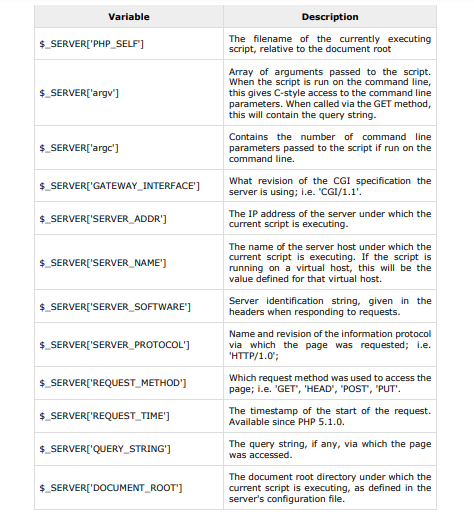 Variable Description
$_SERVER['PHP_SELF'] The filename of the currently executing
script, relative to the document root
$_SERVER['argv'] Array of arguments passed to the script.
When the script is run on the command line,
this gives C-style access to the command line
parameters. When called via the GET method,
this will contain the query string.
$_SERVER['argc'] Contains the number of command line
parameters passed to the script if run on the
command line.
$_SERVER['GATEWAY_INTERFACE'] What revision of the CGI specification the
server is using; i.e. 'CGI/1.1'.
$_SERVER['SERVER_ADDR'] The IP address of the server under which the
current script is executing.
$_SERVER['SERVER_NAME'] The name of the server host under which the
current script is executing. If the script is
running on a virtual host, this will be the
value defined for that virtual host.
$_SERVER['SERVER_SOFTWARE'] Server identification string, given in the
headers when responding to requests.
$_SERVER['SERVER_PROTOCOL'] Name and revision of the information protocol
via which the page was requested; i.e.
'HTTP/1.0';
$_SERVER['REQUEST_METHOD'] Which request method was used to access the
page; i.e. 'GET', 'HEAD', 'POST', 'PUT'.
$_SERVER['REQUEST_TIME'] The timestamp of the start of the request.
Available since PHP 5.1.0.
$_SERVER['QUERY_STRING'] The query string, if any, via which the page
was accessed.
$_SERVER['DOCUMENT_ROOT'] The document root directory under which the
current script is executing, as defined in the
server's configuration file.